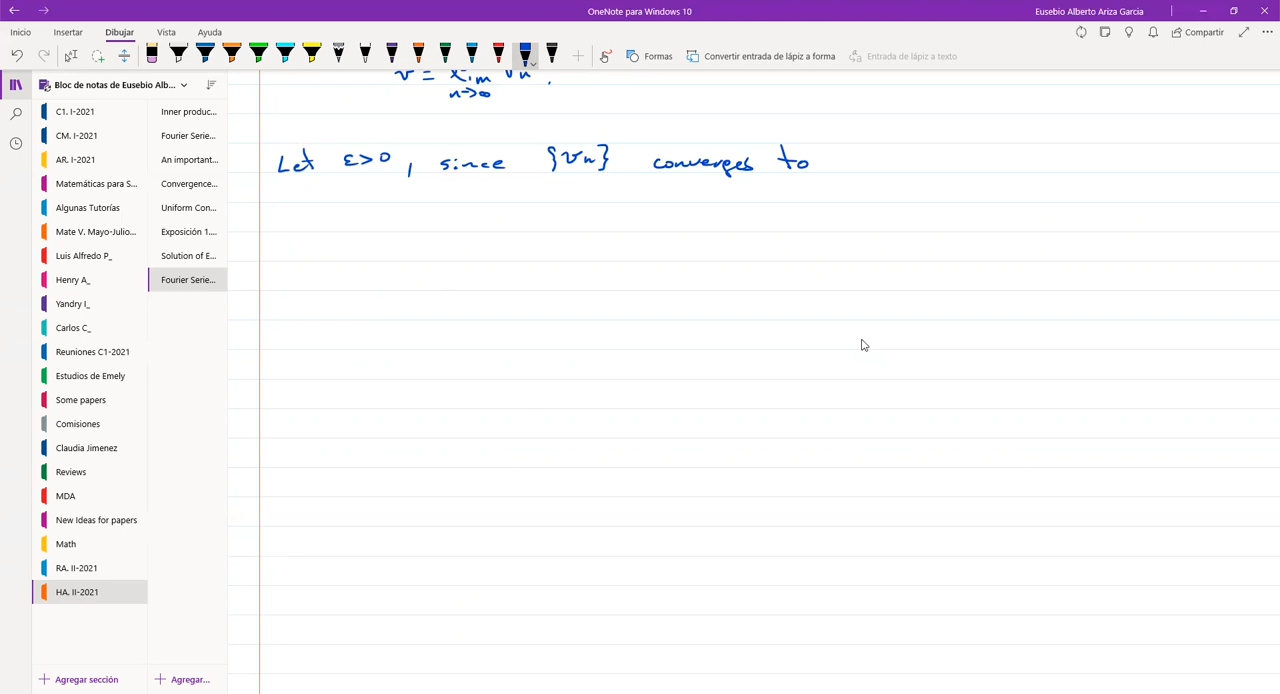 OneNote para Windows 10
Eusebio Alberto Ariza Garcia
Inicio
Insertar
Dibujar
Vista
Ayuda
Compartir
Formas
Convertir entrada de lápiz a forma
Entrada de lápiz a texto
Bloc de notas de Eusebio Alb...
C1. I-2021
CM. I-2021
AR. I-2021
Matemáticas para S...
Algunas Tutorías
Mate V. Mayo-Julio...
Luis Alfredo P_
Henry A_
Yandry I_
Carlos C_
Reuniones C1-2021
Estudios de Emely
Some papers
Comisiones
Claudia Jimenez
Reviews
MDA
New Ideas for papers
Math
RA. II-2021
HA. II-2021
Agregar sección
Inner produc...
Fourier Serie...
An important...
Convergence...
Uniform Con...
Exposición 1....
Solution of E...
Fourier Serie...
Agregar...
v = lim vn .
n→∞
Let ε>0, since {vn} converges to